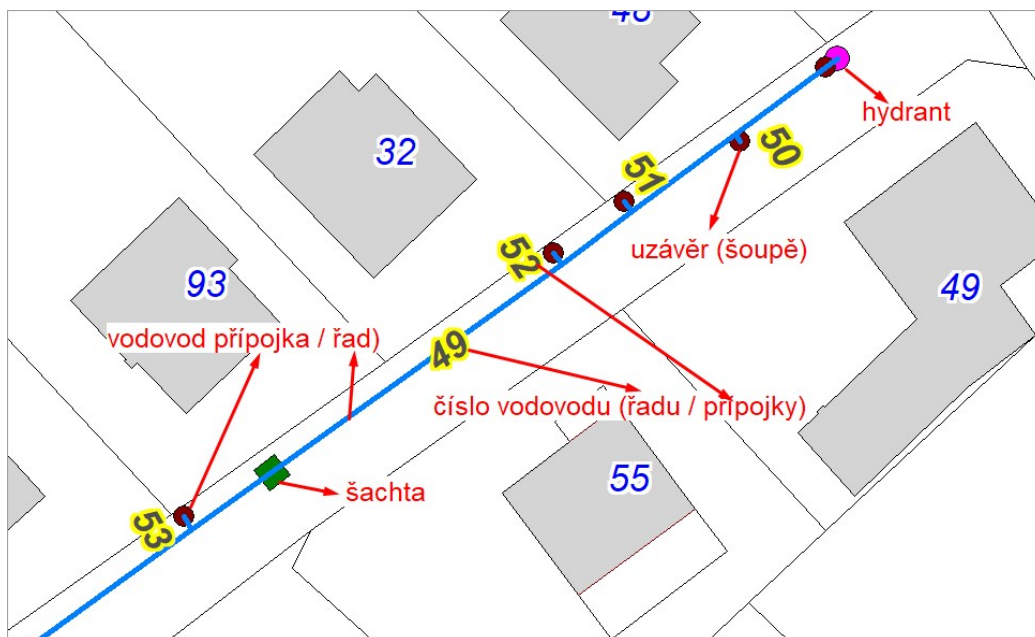 48
hydrant
32
51
50
uzávěr (šoupě)
52
93
49
vodovod přípojka / řad)
49
číslo vodovodu (řadu / přípojky)
55
šachta
53